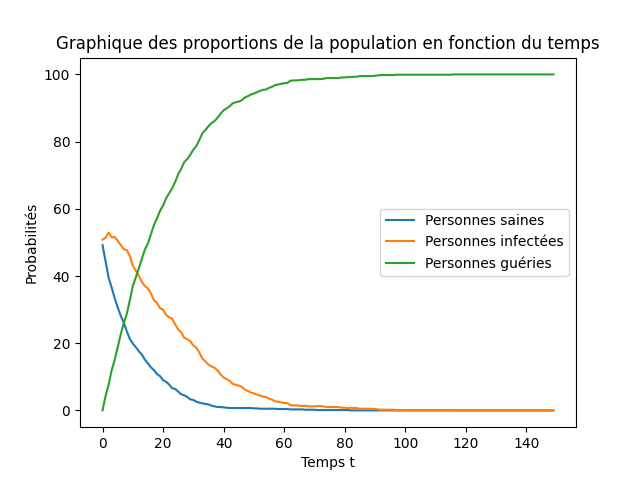 Graphique des proportions de la population en fonction du temps
100
80
60
40
20
0
Probabilités
Personnes saines
Personnes infectées
Personnes guéries
0 20 40 60 80 100 120 140
Temps t